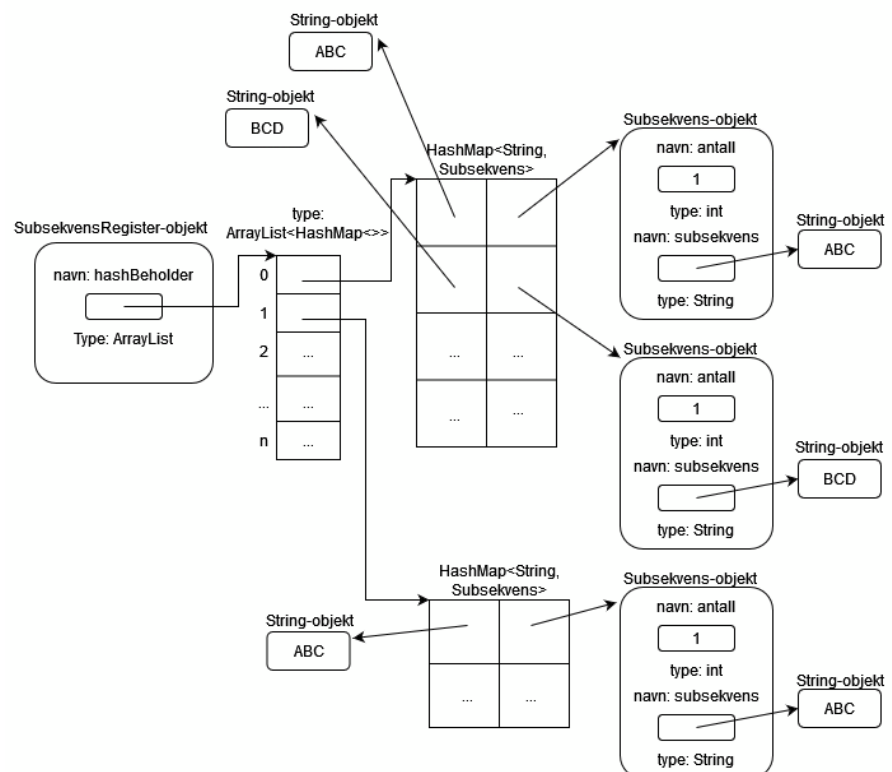 String-objekt
ABC
String-objekt
BCD
HashMap<String,
Subsekvens>
Subsekvens-objekt
navn: antall
1
type: int
navn: subsekvens
type: String
String-objekt
ABC
SubsekvensRegister-objekt
navn: hashBeholder
Type: ArrayList
type:
ArrayList<HashMap<>>
0
1
2
...
...
...
n
...
...
...
...
...
Subsekvens-objekt
navn: antall
1
type: int
navn: subsekvens
type: String
String-objekt
BCD
HashMap<String,
Subsekvens>
String-objekt
ABC
...
...
Subsekvens-objekt
navn: antall
1
type: int
navn: subsekvens
type: String
String-objekt
ABC